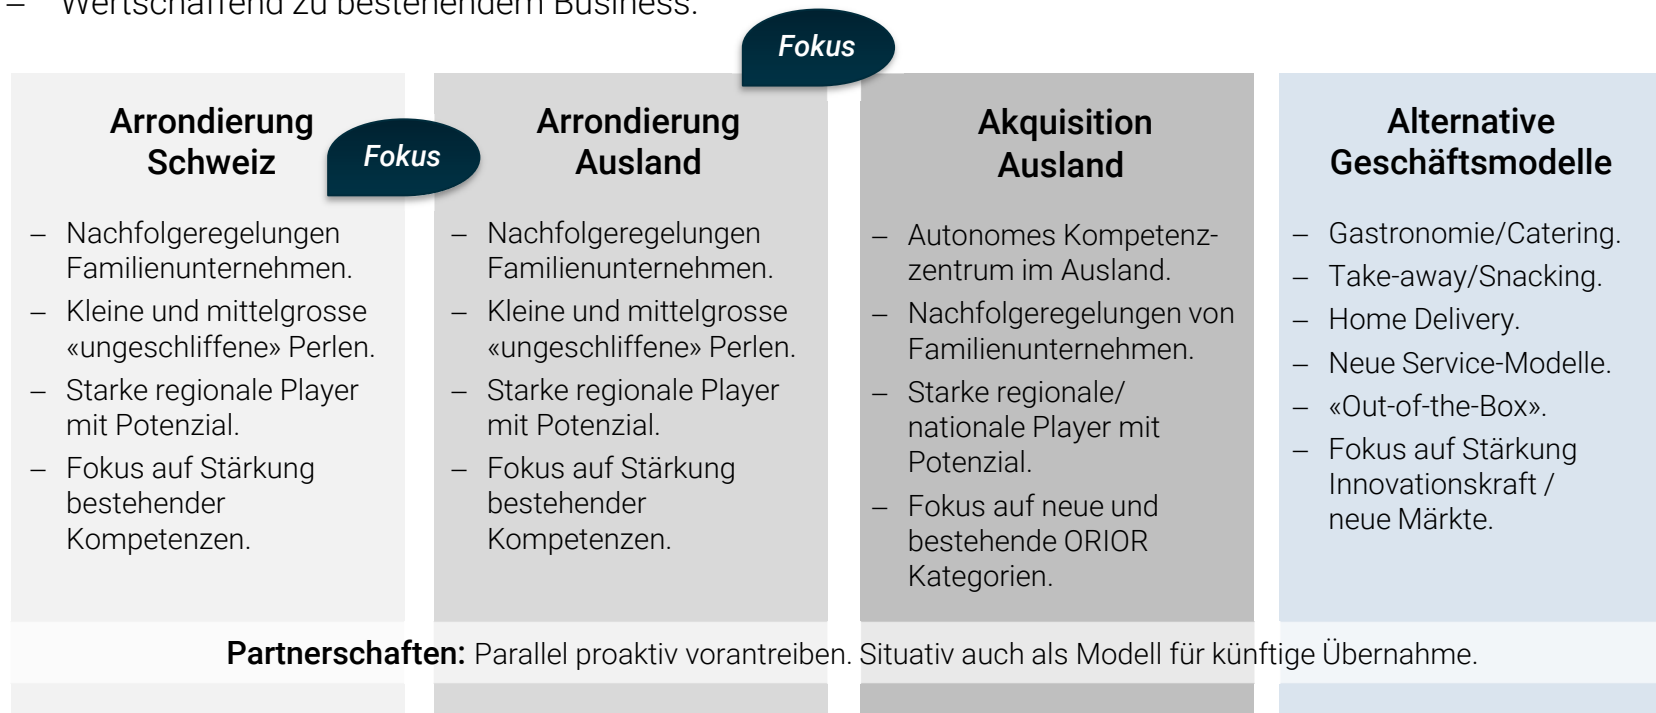 – Wertschaffend zu bestehendem Business.
Fokus
Arrondierung
Schweiz
Fokus
– Nachfolgeregelungen
Familienunternehmen.
– Kleine und mittelgrosse
«ungeschliffene» Perlen.
– Starke regionale Player
mit Potenzial.
– Fokus auf Stärkung
bestehender
Kompetenzen.
Arrondierung
Ausland
– Nachfolgeregelungen
Familienunternehmen.
– Kleine und mittelgrosse
«ungeschliffene» Perlen.
– Starke regionale Player
mit Potenzial.
– Fokus auf Stärkung
bestehender
Kompetenzen.
Akquisition
Ausland
– Autonomes Kompetenz-
zentrum im Ausland.
– Nachfolgeregelungen von
Familienunternehmen.
– Starke regionale/
nationale Player mit
Potenzial.
– Fokus auf neue und
bestehende ORIOR
Kategorien.
Alternative
Geschäftsmodelle
– Gastronomie/Catering.
– Take-away/Snacking.
– Home Delivery.
– Neue Service-Modelle.
– «Out-of-the-Box».
– Fokus auf Stärkung
Innovationskraft /
neue Märkte.
Partnerschaften: Parallel proaktiv vorantreiben. Situativ auch als Modell für künftige Übernahme.